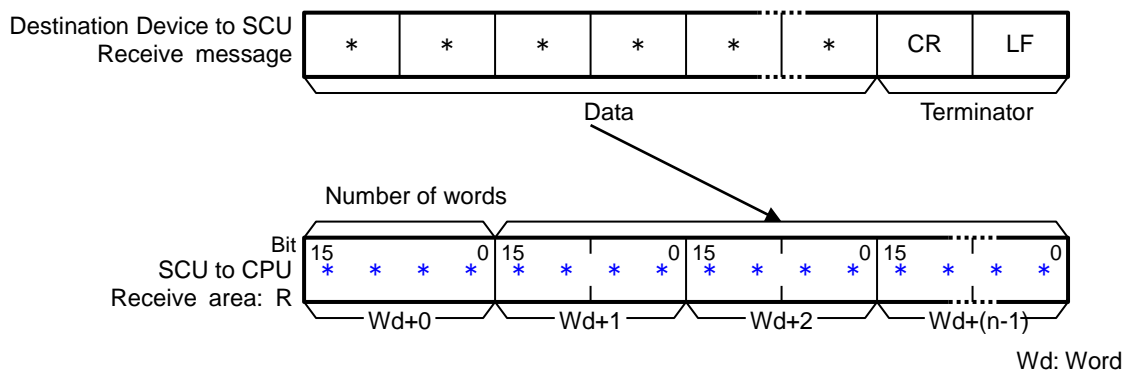 Destination Device to SCU
Receive message
* * * * * * CR LF
Data Terminator
Number of words
Bit 15 0 15 0 15 0 15 0
SCU to CPU * * * * * * * * * * * * * * * *
Receive area: R
Wd+0 Wd+1 Wd+2 Wd+(n-1)
Wd: Word